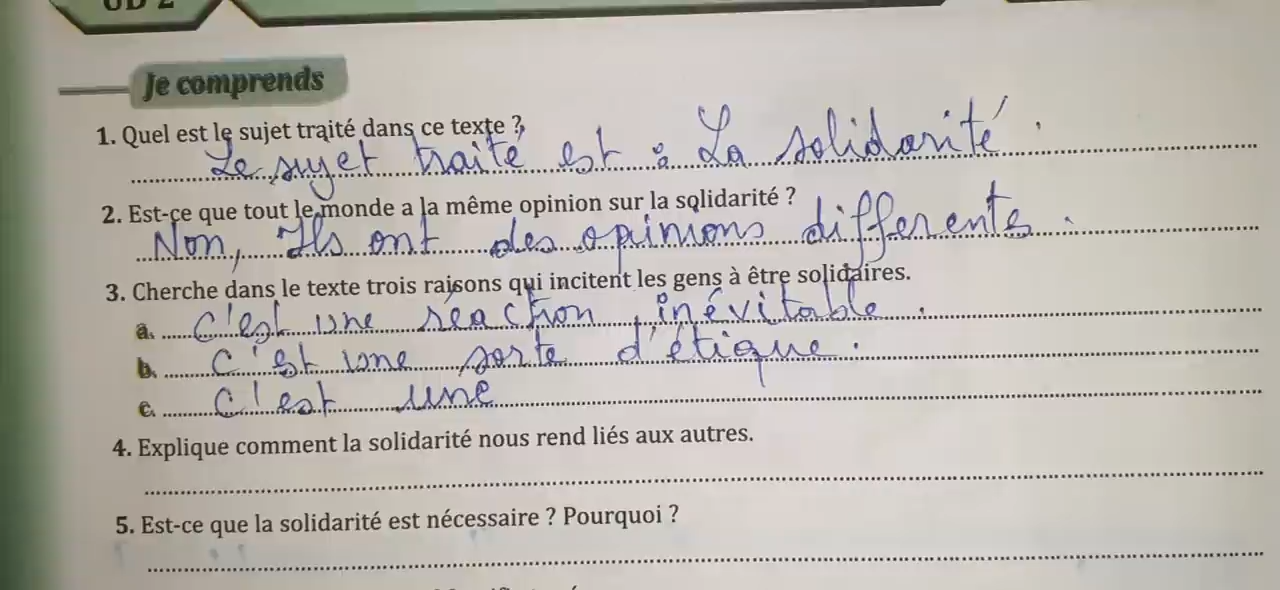 UD 2
Je comprends
1. Quel est le sujet traité dans ce texte ?
Le sujet traité est : La solidarité.
2. Est-ce que tout le monde a la même opinion sur la solidarité ?
Non, Ils ont des opinions differents.
3. Cherche dans le texte trois raisons qui incitent les gens à être solidaires.
a. C'est une réaction inévitable.
b. C'est une sorte d'étique.
c. C'est une
4. Explique comment la solidarité nous rend liés aux autres.
5. Est-ce que la solidarité est nécessaire ? Pourquoi ?